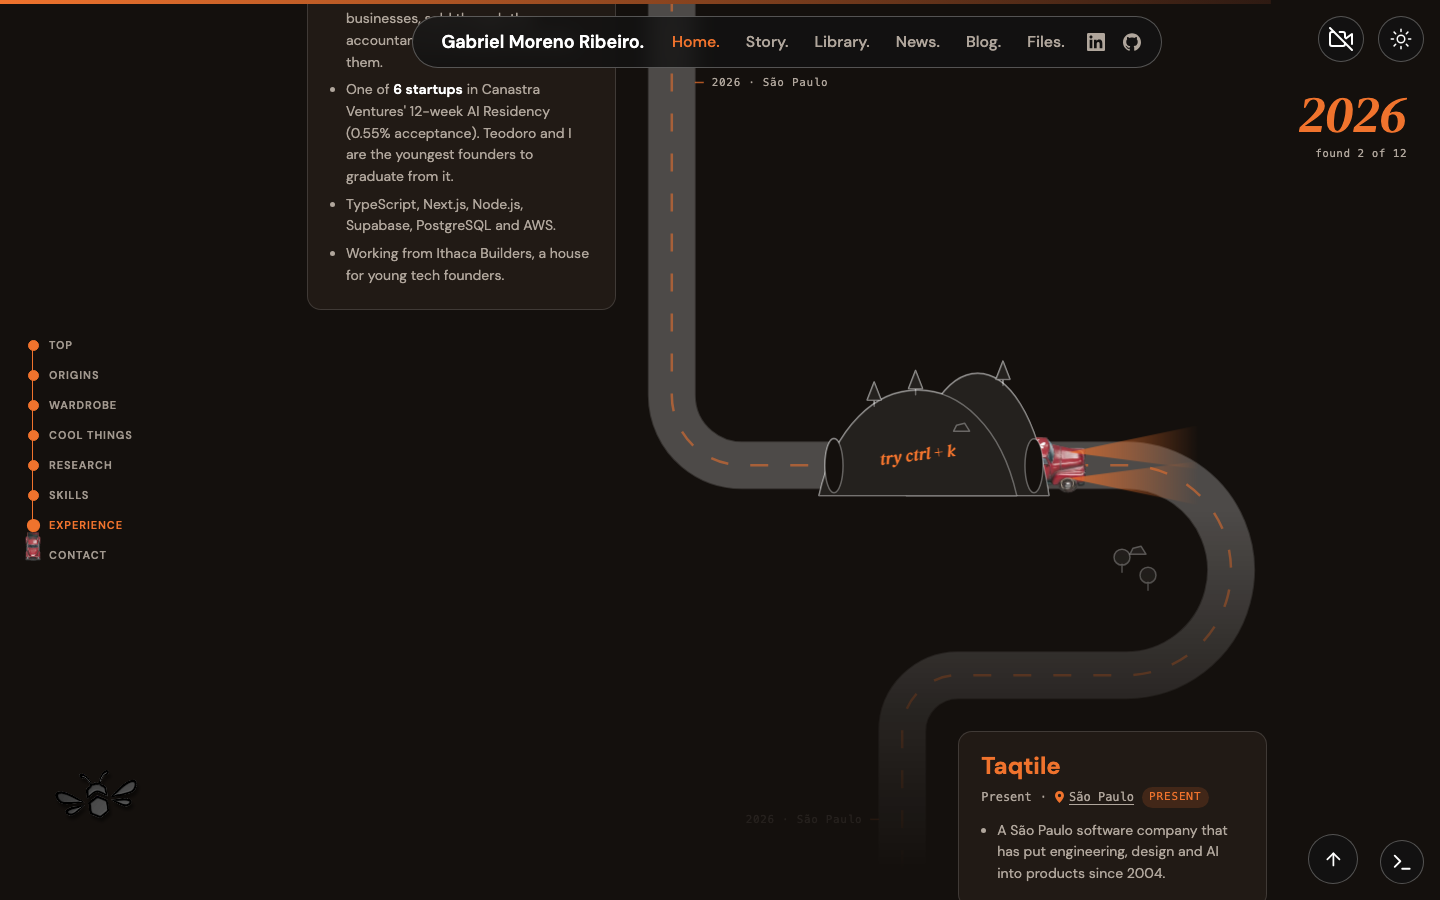 Gabriel Moreno Ribeiro. Home. Story. Library. News. Blog. Files.
businesses,
them.
One of 6 startups in Canastra
Ventures' 12-week AI Residency
(0.55% acceptance). Teodoro and I
are the youngest founders to
graduate from it.
TypeScript, Next.js, Node.js,
Supabase, PostgreSQL and AWS.
Working from Ithaca Builders, a house
for young tech founders.
2026 · São Paulo
2026
found 2 of 12
TOP
ORIGINS
WARDROBE
COOL THINGS
RESEARCH
SKILLS
EXPERIENCE
CONTACT
try ctrl + k
2026 · São Paulo
Taqtile
Present · São Paulo PRESENT
A São Paulo software company that
has put engineering, design and AI
into products since 2004.